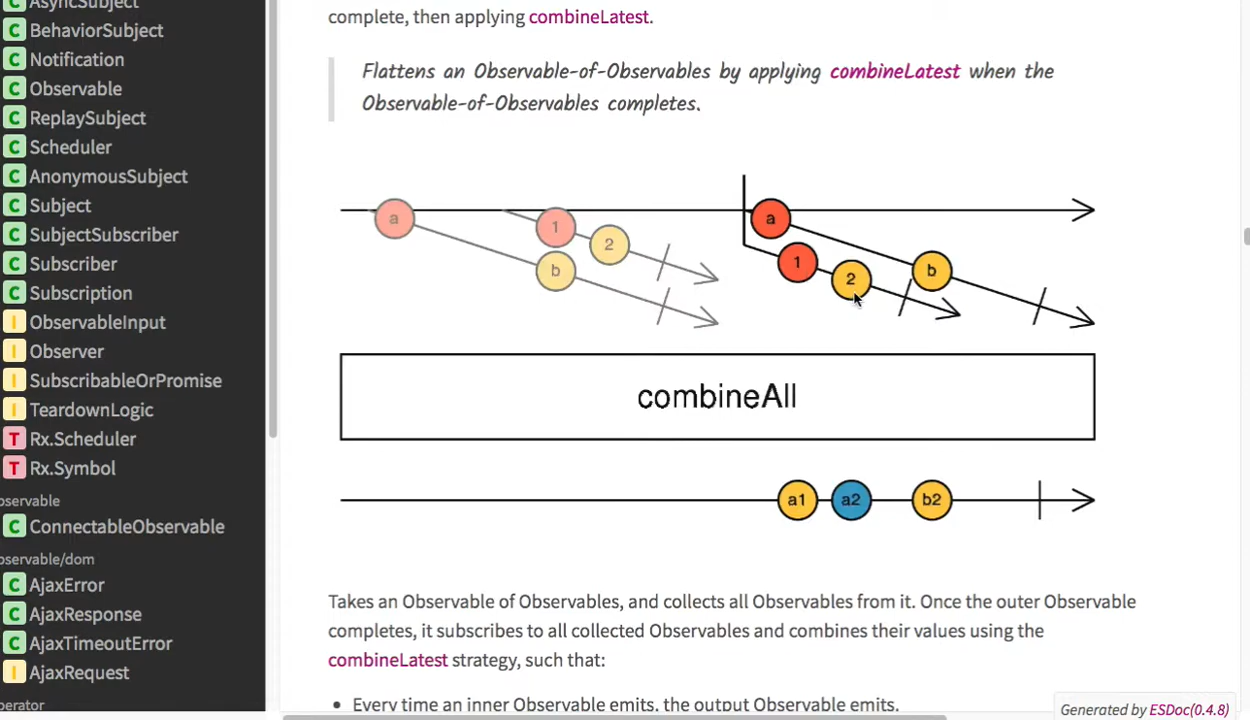 C AsyncSubject
C BehaviorSubject
C Notification
C Observable
C ReplaySubject
C Scheduler
C AnonymousSubject
C Subject
C SubjectSubscriber
C Subscriber
C Subscription
I ObservableInput
I Observer
I SubscribableOrPromise
I TeardownLogic
T Rx.Scheduler
T Rx.Symbol
oservable
C ConnectableObservable
oservable/dom
C AjaxError
C AjaxResponse
C AjaxTimeoutError
I AjaxRequest
perator
complete, then applying combineLatest.
Flattens an Observable-of-Observables by applying combineLatest when the
Observable-of-Observables completes.
a
1
2
b
a
1
2
b
combineAll
a1 a2 b2
Takes an Observable of Observables, and collects all Observables from it. Once the outer Observable
completes, it subscribes to all collected Observables and combines their values using the
combineLatest strategy, such that:
• Every time an inner Observable emits, the output Observable emits.
Generated by ESDoc(0.4.8)